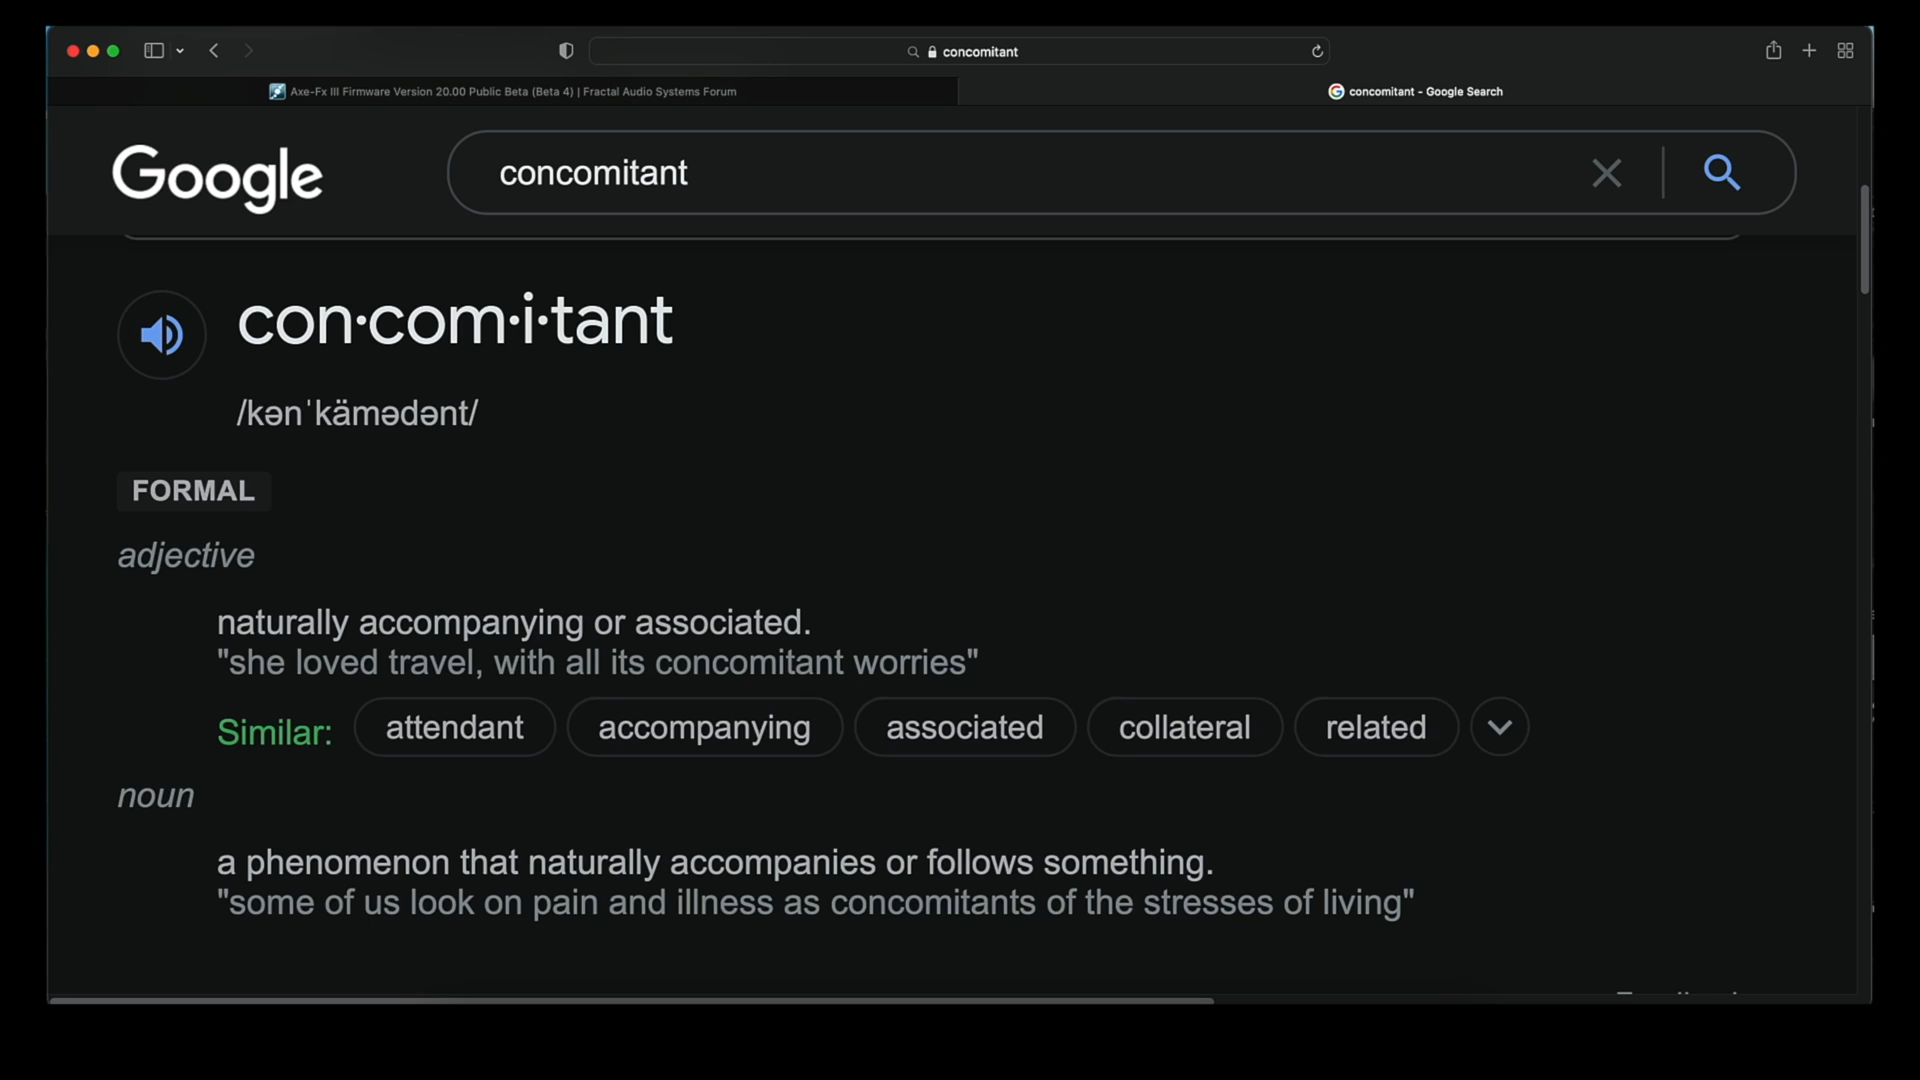 concomitant
Axe-Fx III Firmware Version 20.00 Public Beta (Beta 4) | Fractal Audio Systems Forum
concomitant - Google Search
Google
concomitant
con·com·i·tant
/kənˈkämədənt/
FORMAL
adjective
naturally accompanying or associated.
"she loved travel, with all its concomitant worries"
Similar: attendant accompanying associated collateral related
noun
a phenomenon that naturally accompanies or follows something.
"some of us look on pain and illness as concomitants of the stresses of living"